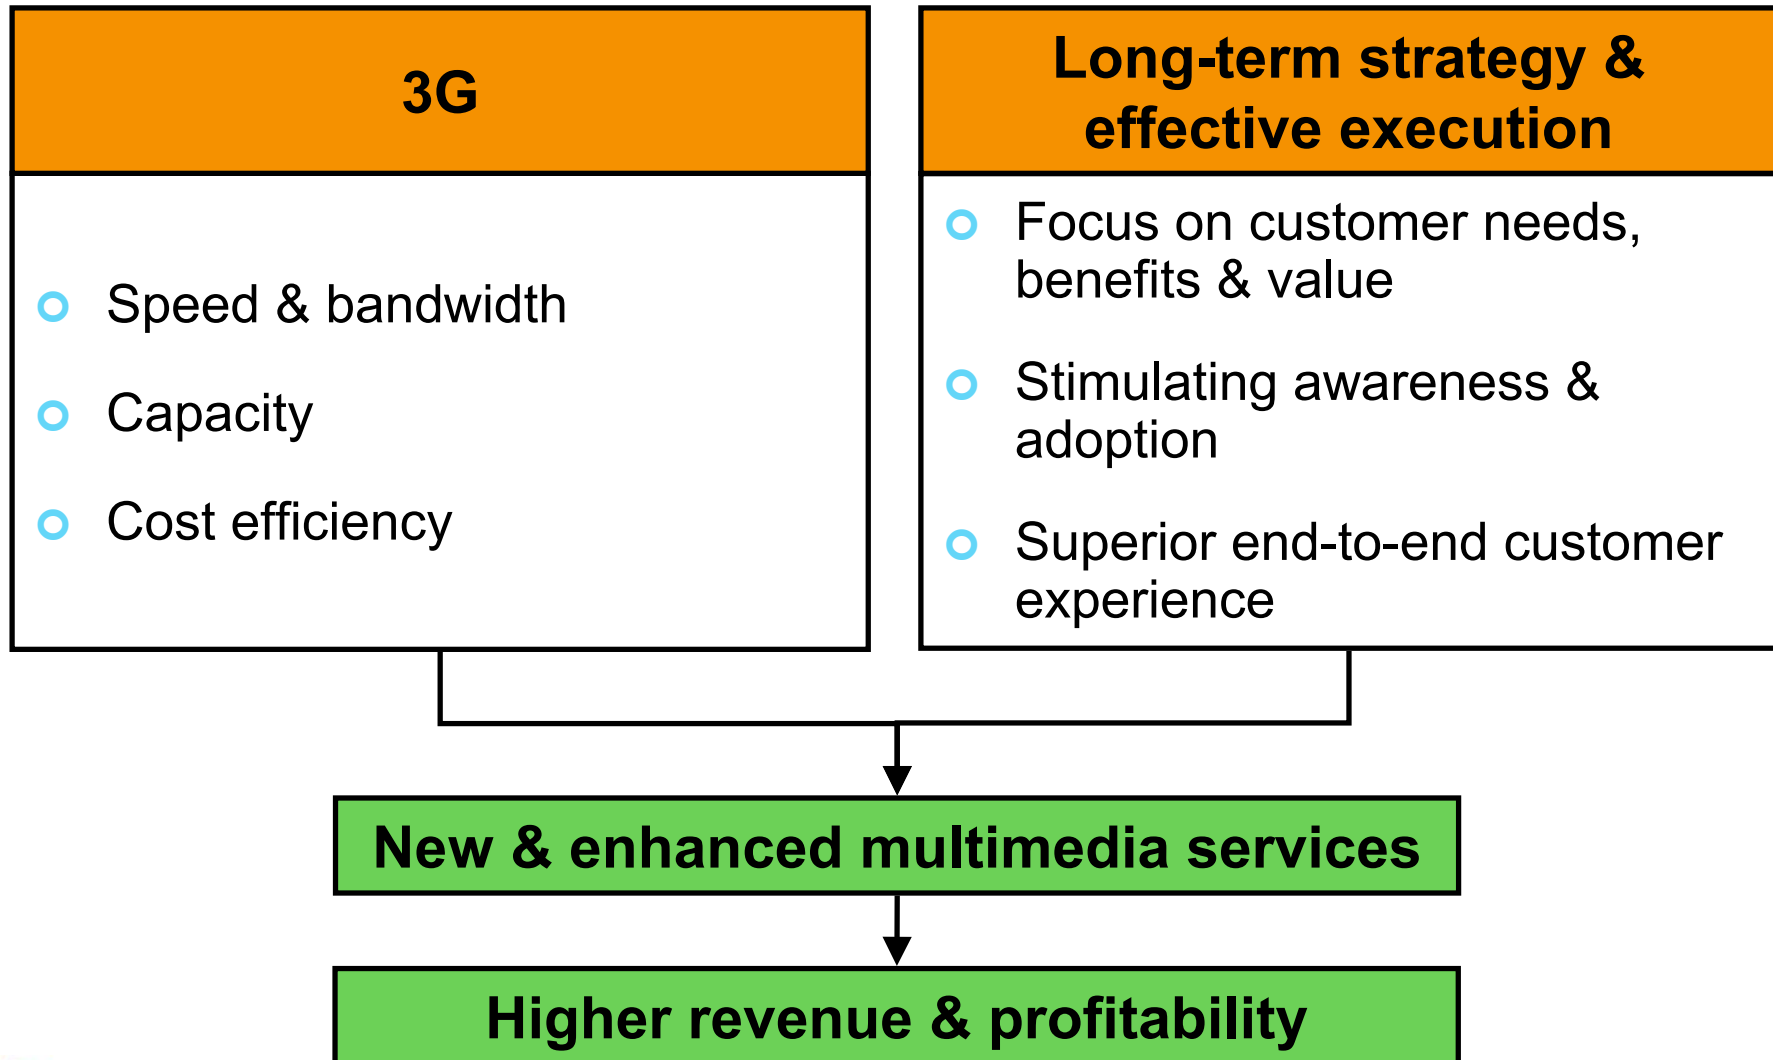 3G
Speed & bandwidth
Capacity
Cost efficiency
Long-term strategy &
effective execution
Focus on customer needs,
benefits & value
Stimulating awareness &
adoption
Superior end-to-end customer
experience
New & enhanced multimedia services
Higher revenue & profitability